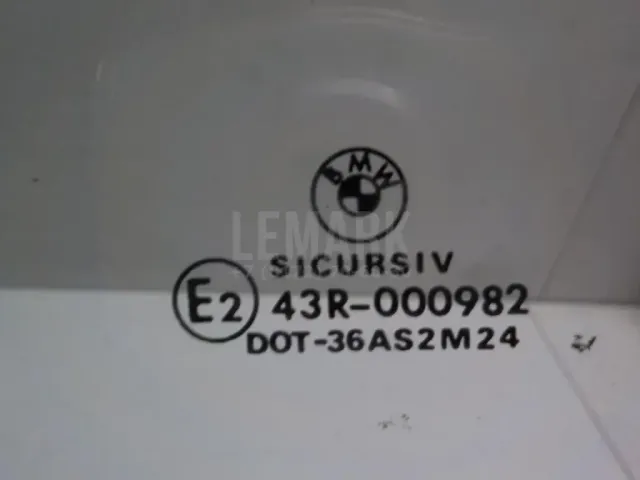 BMW
LEMARK
SICURSIV
E2 43R-000982
DOT-36AS2M24